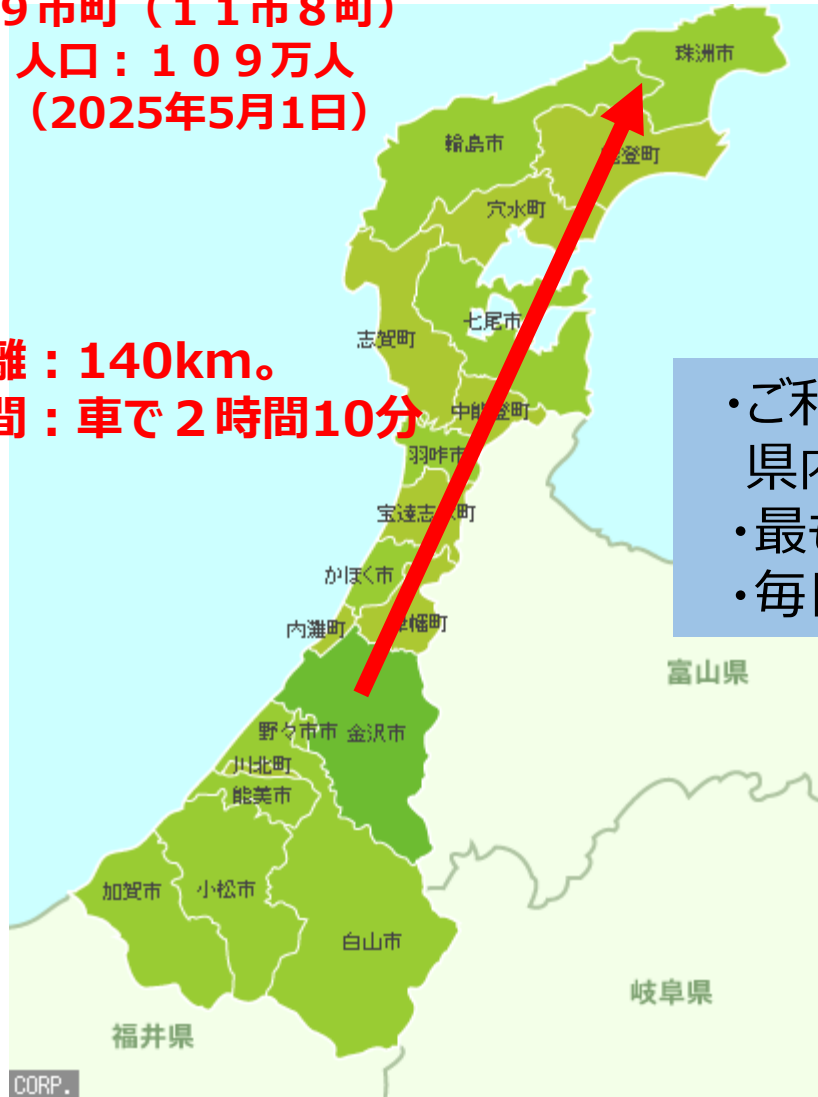 ９市町（１１市８町）
人口：１０９万人
（2025年5月1日）
珠洲市
輪島市
登町
穴水町
七尾市
志賀町
離：140km。
間：車で２時間10分
中能登町
羽咋市
宝達志 町
かほく市
内灘町
幡町
・ご利
県内
・最
・毎
富山県
野々市市
金沢市
川北町
能美市
加賀市
小松市
白山市
岐阜県
福井県
CORP.